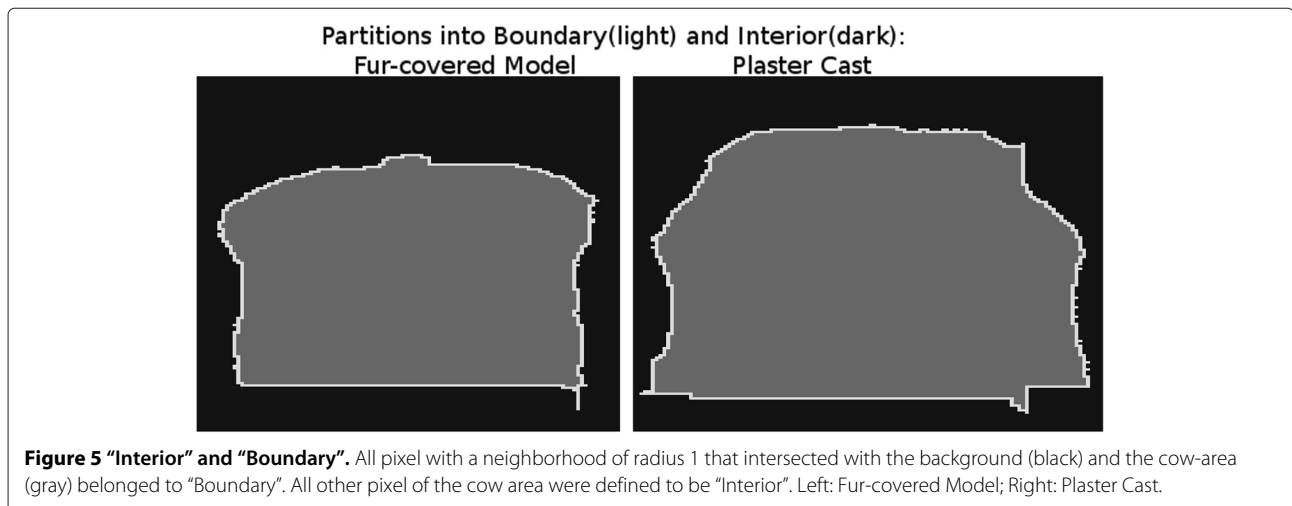 Partitions into Boundary(light) and Interior(dark):
Fur-covered Model Plaster Cast
Figure 5 “Interior” and “Boundary”. All pixel with a neighborhood of radius 1 that intersected with the background (black) and the cow-area
(gray) belonged to “Boundary”. All other pixel of the cow area were defined to be “Interior”. Left: Fur-covered Model; Right: Plaster Cast.